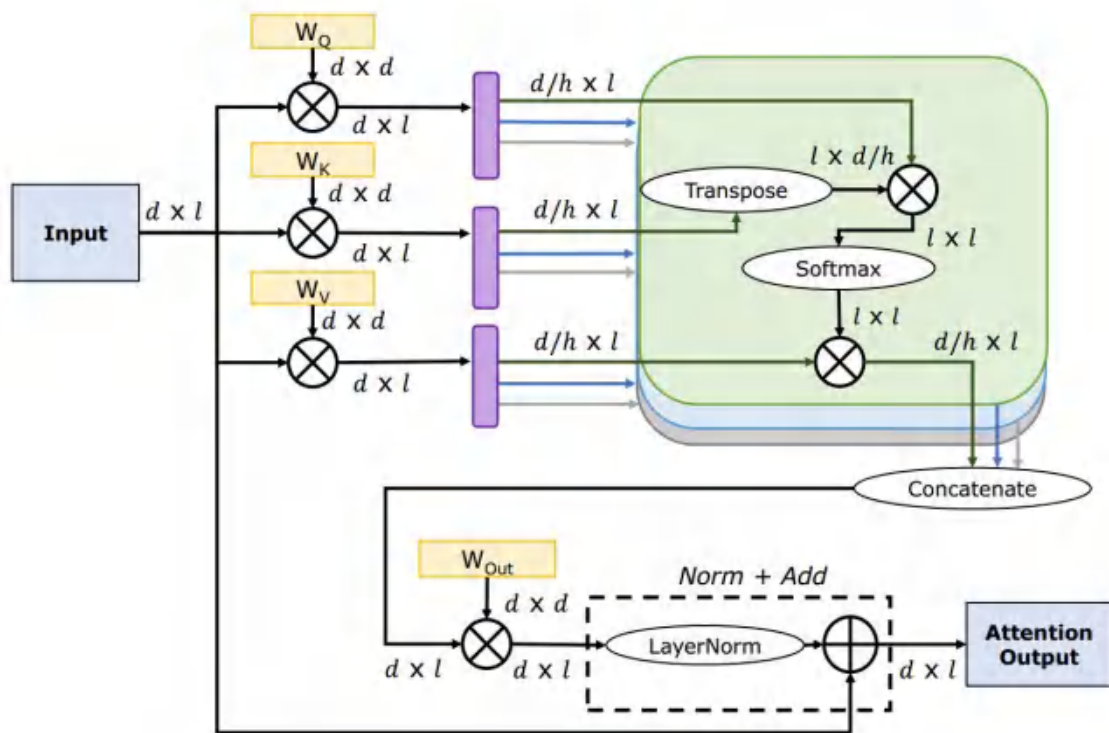 W_Q
d × d
d/h × l
d × l
l × d/h
W_K
Transpose
d × d
Input
d × l
d/h × l
d × l
l × l
Softmax
W_V
d × d
l × l
d/h × l
d/h × l
d × l
Concatenate
W_Out
Norm + Add
d × d
LayerNorm
Attention
Output
d × l
d × l
d × l